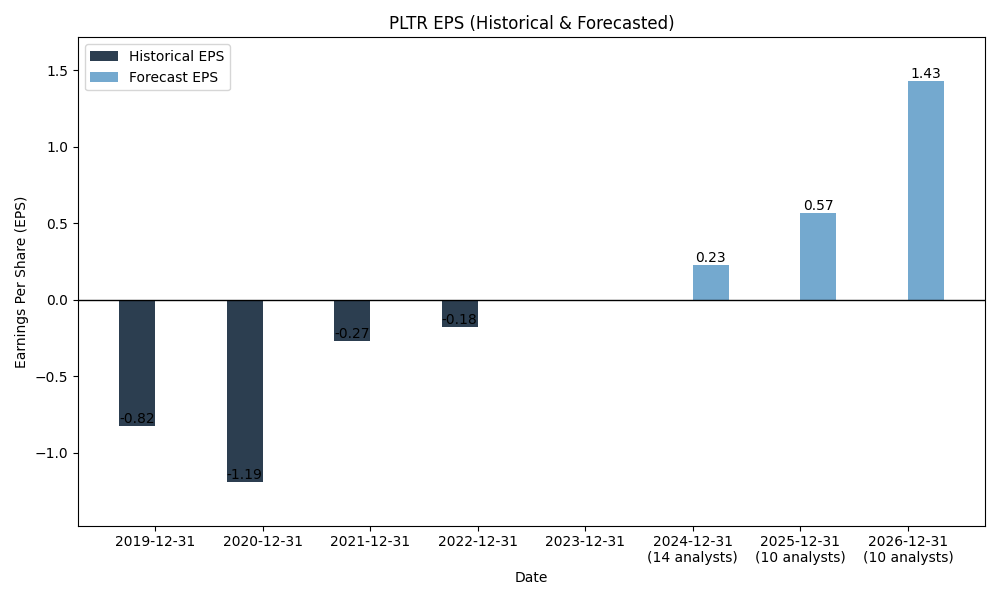 PLTR EPS (Historical & Forecasted)
Historical EPS
Forecast EPS
Earnings Per Share (EPS)
1.5
1.0
0.5
0.0
−0.5
−1.0
-0.82
-1.19
-0.27
-0.18
0.23
0.57
1.43
2019-12-31
2020-12-31
2021-12-31
2022-12-31
2023-12-31
2024-12-31
(14 analysts)
2025-12-31
(10 analysts)
2026-12-31
(10 analysts)
Date